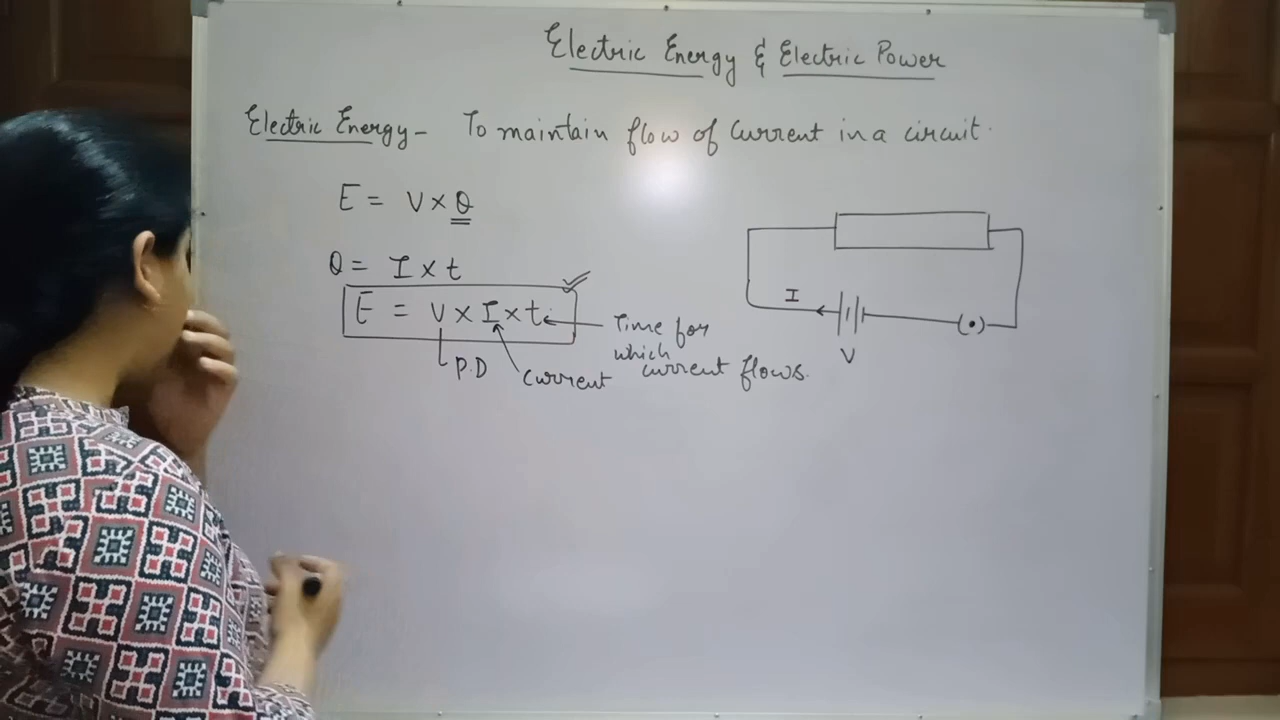 Electric Energy & Electric Power
Electric Energy - To maintain flow of current in a circuit.
E = V × Q
Q = I × t
E = V × I × t
Time for
which
current flows.
P.D
Current
I
V
(•)